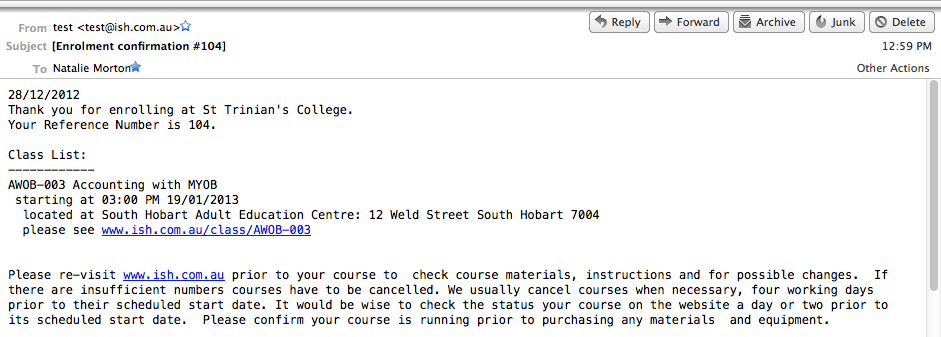 From test <test@ish.com.au> Reply Forward Archive Junk Delete
Subject [Enrolment confirmation #104] 12:59 PM
To Natalie Morton Other Actions
28/12/2012
Thank you for enrolling at St Trinian's College.
Your Reference Number is 104.
Class List:
------------
AWOB-003 Accounting with MYOB
starting at 03:00 PM 19/01/2013
located at South Hobart Adult Education Centre: 12 Weld Street South Hobart 7004
please see www.ish.com.au/class/AWOB-003
Please re-visit www.ish.com.au prior to your course to  check course materials, instructions and for possible changes.  If
there are insufficient numbers courses have to be cancelled. We usually cancel courses when necessary, four working days
prior to their scheduled start date. It would be wise to check the status your course on the website a day or two prior to
its scheduled start date.  Please confirm your course is running prior to purchasing any materials  and equipment.